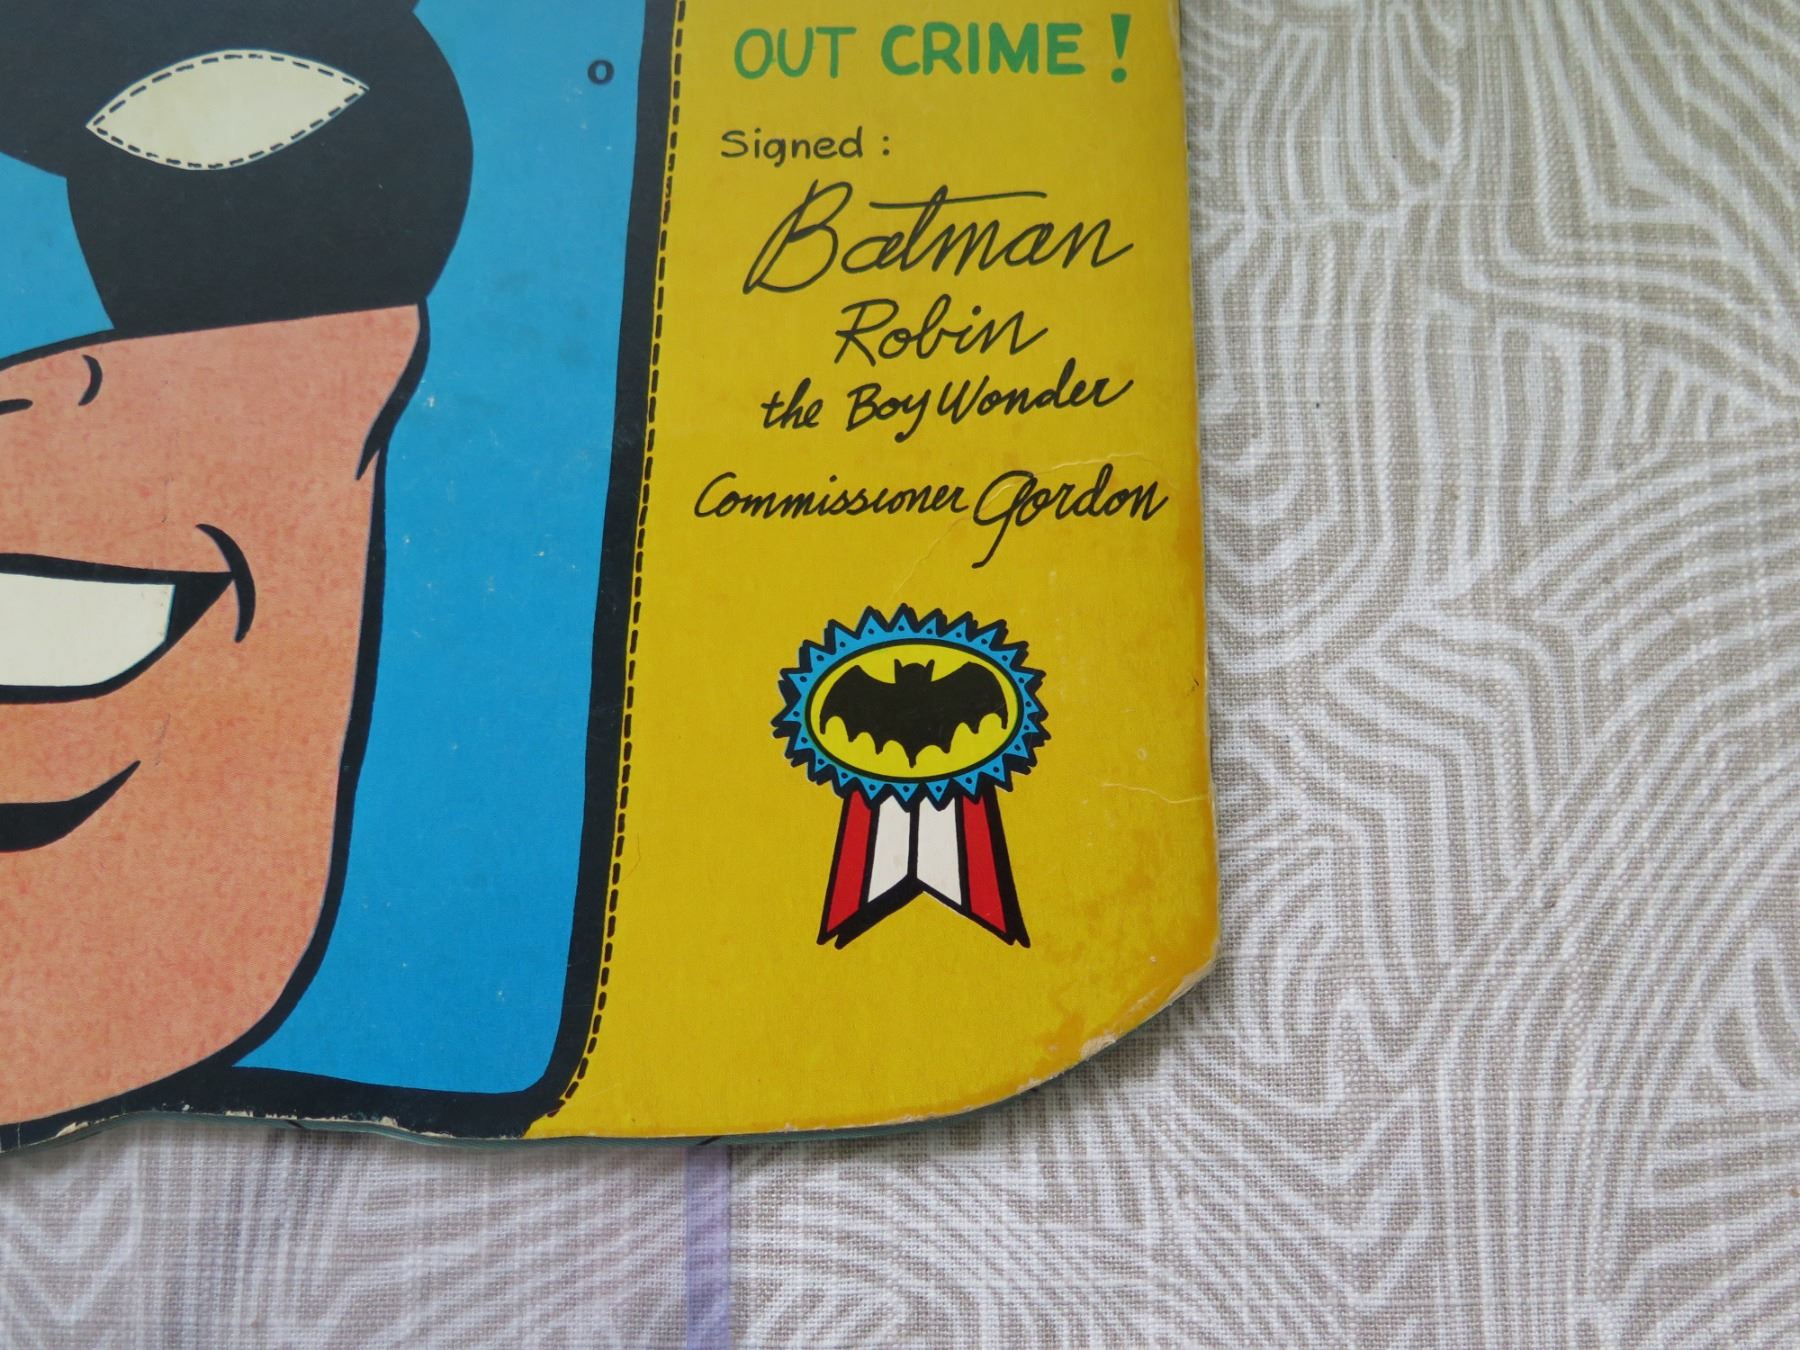 OUT CRIME!
Signed:
Batman
Robin
the Boy Wonder
Commissioner Gordon